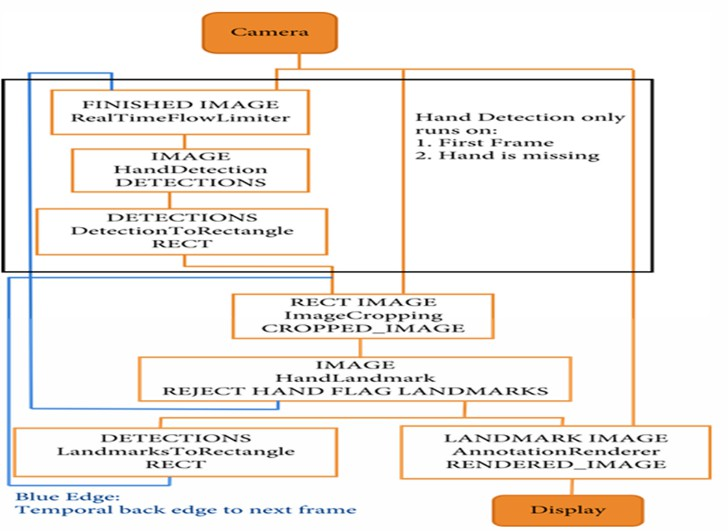 Camera
FINISHED IMAGE
RealTimeFlowLimiter
Hand Detection only
runs on:
1. First Frame
2. Hand is missing
IMAGE
HandDetection
DETECTIONS
DETECTIONS
DetectionToRectangle
RECT
RECT IMAGE
ImageCropping
CROPPED_IMAGE
IMAGE
HandLandmark
REJECT HAND FLAG LANDMARKS
DETECTIONS
LandmarksToRectangle
RECT
LANDMARK IMAGE
AnnotationRenderer
RENDERED_IMAGE
Blue Edge:
Temporal back edge to next frame
Display